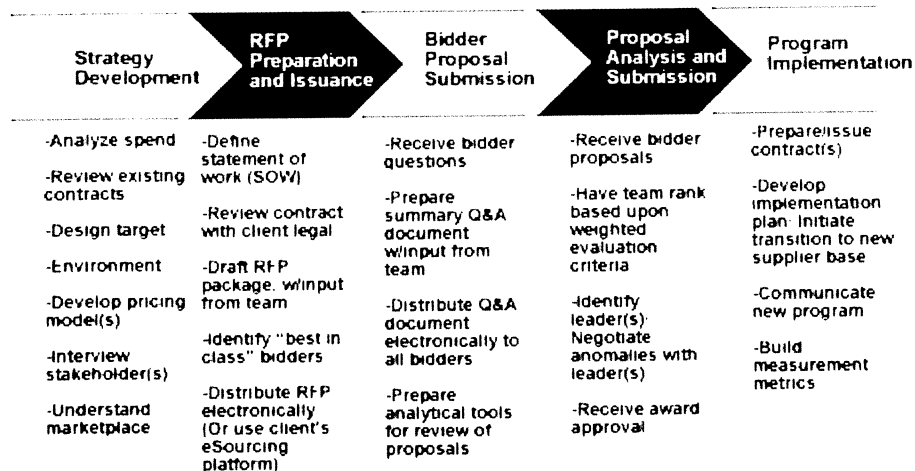 Strategy
Development
RFP
Preparation
and Issuance
Bidder
Proposal
Submission
Proposal
Analysis and
Submission
Program
Implementation
-Analyze spend
-Review existing
contracts
-Design target
-Environment
-Develop pricing
model(s)
-Interview
stakeholder(s)
-Understand
marketplace
-Define
statement of
work (SOW)
-Review contract
with client legal
-Draft RFP
package, w/input
from team
-Identify "best in
class" bidders
-Distribute RFP
electronically
(Or use client's
eSourcing
platform)
-Receive bidder
questions
-Prepare
summary Q&A
document
w/input from
team
-Distribute Q&A
document
electronically to
all bidders
-Prepare
analytical tools
for review of
proposals
-Receive bidder
proposals
-Have team rank
based upon
weighted
evaluation
criteria
-Identify
leader(s)·
Negotiate
anomalies with
leader(s)
-Receive award
approval
-Prepare/issue
contract(s)
-Develop
implementation
plan· Initiate
transition to new
supplier base
-Communicate
new program
-Build
measurement
metrics